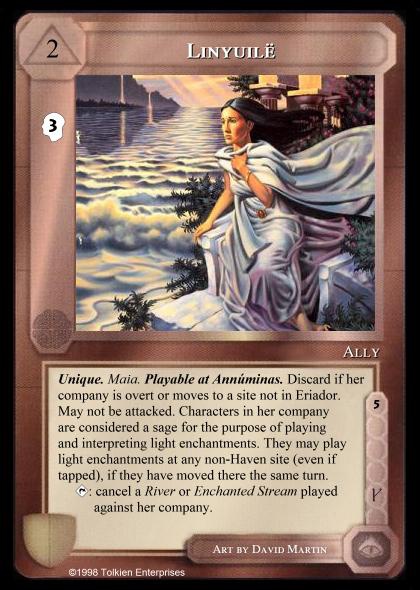 2
LINYUILË
3
ALLY
Unique. Maia. Playable at Annúminas. Discard if her
company is overt or moves to a site not in Eriador.
May not be attacked. Characters in her company
are considered a sage for the purpose of playing
and interpreting light enchantments. They may play
light enchantments at any non-Haven site (even if
tapped), if they have moved there the same turn.
: cancel a River or Enchanted Stream played
against her company.
5
ART BY DAVID MARTIN
©1998 Tolkien Enterprises